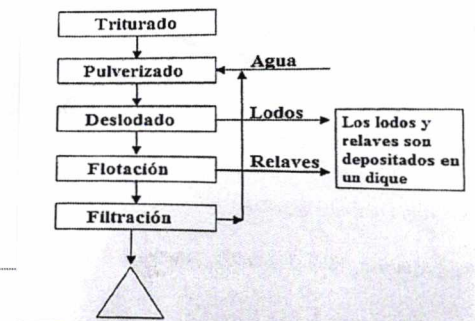 Triturado
Pulverizado
Agua
Deslodado
Lodos
Flotación
Relaves
Los lodos y
relaves son
depositados en
un dique
Filtración